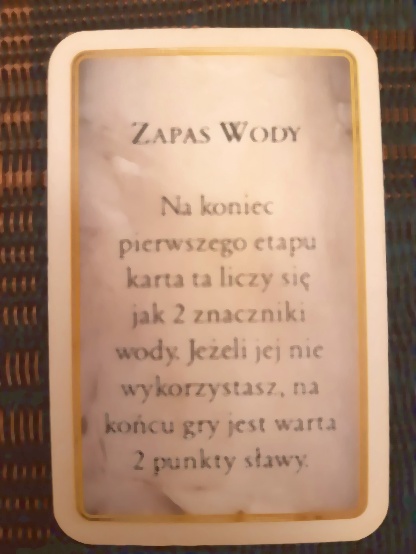 Zapas Wody
Na koniec
pierwszego etapu
karta ta liczy się
jak 2 znaczniki
wody. Jeżeli jej nie
wykorzystasz, na
końcu gry jest warta
2 punkty sławy.